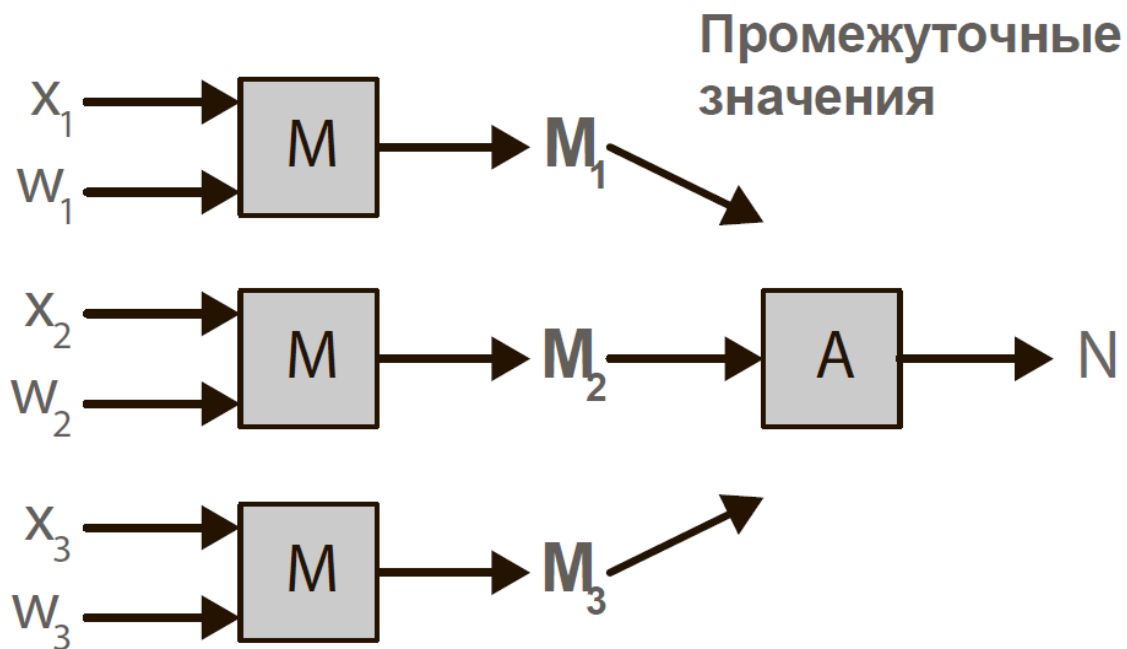 Промежуточные
значения
x₁
w₁
M
M₁
x₂
w₂
M
M₂
A
N
x₃
w₃
M
M₃